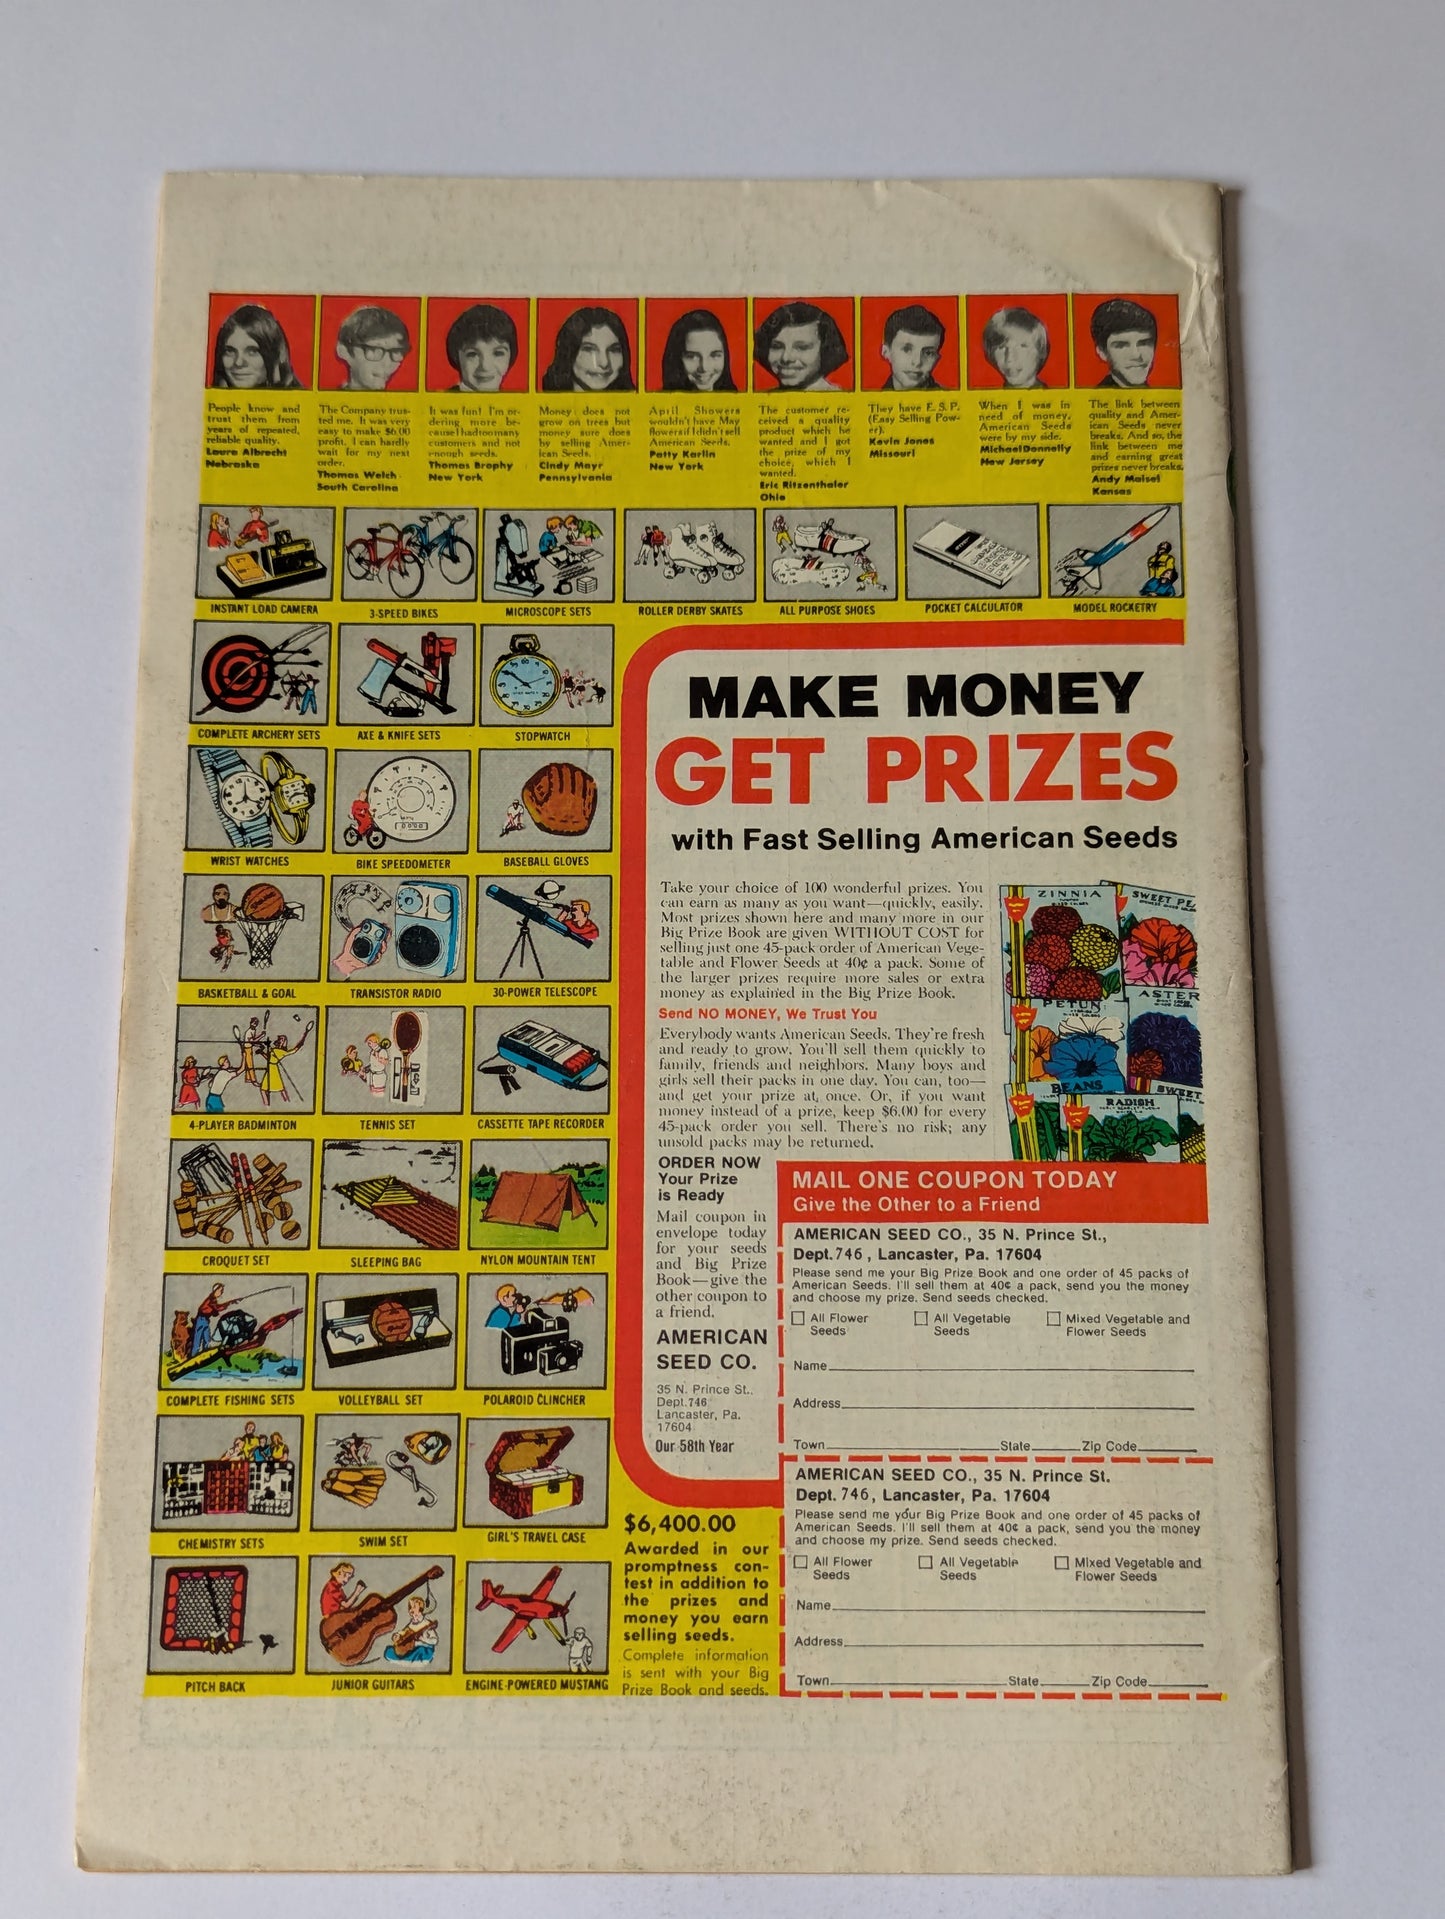 People know and
trust them from
years of repeated,
reliable quality.
Laura Albrecht
Nebraska
The Company trus-
ted me. It was very
easy to make $6.00
profit. I can hardly
wait for my next
order.
Thomas Welch
South Carolina
It was fun! I'm or-
dering more be-
cause I had too many
customers and not
enough seeds.
Thomas Brophy
New York
Money does not
grow on trees but
money sure does
by selling Amer-
ican Seeds.
Cindy Mayr
Pennsylvania
April Showers
wouldn't have May
flowers if I didn't sell
American Seeds.
Patty Karlin
New York
The customer re-
ceived a quality
product which he
wanted and I got
the prize of my
choice, which I
wanted.
Eric Ritzenthaler
Ohio
They have E.S.P.
(Easy Selling Pow-
er).
Kevin Jones
Missouri
When I was in
need of money,
American Seeds
were by my side.
Michael Donnelly
New Jersey
The link between
quality and Amer-
ican Seeds never
breaks. And so, the
link between me
and earning great
prizes never breaks.
Andy Maisel
Kansas
INSTANT LOAD CAMERA
3-SPEED BIKES
MICROSCOPE SETS
ROLLER DERBY SKATES
ALL PURPOSE SHOES
POCKET CALCULATOR
MODEL ROCKETRY
COMPLETE ARCHERY SETS
AXE & KNIFE SETS
STOPWATCH
WRIST WATCHES
BIKE SPEEDOMETER
BASEBALL GLOVES
BASKETBALL & GOAL
TRANSISTOR RADIO
30-POWER TELESCOPE
4-PLAYER BADMINTON
TENNIS SET
CASSETTE TAPE RECORDER
CROQUET SET
SLEEPING BAG
NYLON MOUNTAIN TENT
COMPLETE FISHING SETS
VOLLEYBALL SET
POLAROID CLINCHER
CHEMISTRY SETS
SWIM SET
GIRL'S TRAVEL CASE
PITCH BACK
JUNIOR GUITARS
ENGINE-POWERED MUSTANG
MAKE MONEY
GET PRIZES
with Fast Selling American Seeds
Take your choice of 100 wonderful prizes. You
can earn as many as you want—quickly, easily.
Most prizes shown here and many more in our
Big Prize Book are given WITHOUT COST for
selling just one 45-pack order of American Vege-
table and Flower Seeds at 40¢ a pack. Some of
the larger prizes require more sales or extra
money as explained in the Big Prize Book.
Send NO MONEY, We Trust You
Everybody wants American Seeds. They're fresh
and ready to grow. You'll sell them quickly to
family, friends and neighbors. Many boys and
girls sell their packs in one day. You can, too—
and get your prize at once. Or, if you want
money instead of a prize, keep $6.00 for every
45-pack order you sell. There's no risk; any
unsold packs may be returned.
ZINNIA
SWEET PE
PETUN
ASTER
BEANS
SWEET
RADISH
ORDER NOW
Your Prize
is Ready
Mail coupon in
envelope today
for your seeds
and Big Prize
Book—give the
other coupon to
a friend.
AMERICAN
SEED CO.
35 N. Prince St.,
Dept. 746
Lancaster, Pa.
17604
Our 58th Year
$6,400.00
Awarded in our
promptness con-
test in addition to
the prizes and
money you earn
selling seeds.
Complete information
is sent with your Big
Prize Book and seeds.
MAIL ONE COUPON TODAY
Give the Other to a Friend
AMERICAN SEED CO., 35 N. Prince St.,
Dept. 746, Lancaster, Pa. 17604
Please send me your Big Prize Book and one order of 45 packs of
American Seeds. I'll sell them at 40¢ a pack, send you the money
and choose my prize. Send seeds checked.
All Flower All Vegetable Mixed Vegetable and
Seeds Seeds Flower Seeds
Name
Address
Town State Zip Code
AMERICAN SEED CO., 35 N. Prince St.
Dept. 746, Lancaster, Pa. 17604
Please send me your Big Prize Book and one order of 45 packs of
American Seeds. I'll sell them at 40¢ a pack, send you the money
and choose my prize. Send seeds checked.
All Flower All Vegetable Mixed Vegetable and
Seeds Seeds Flower Seeds
Name
Address
Town State Zip Code